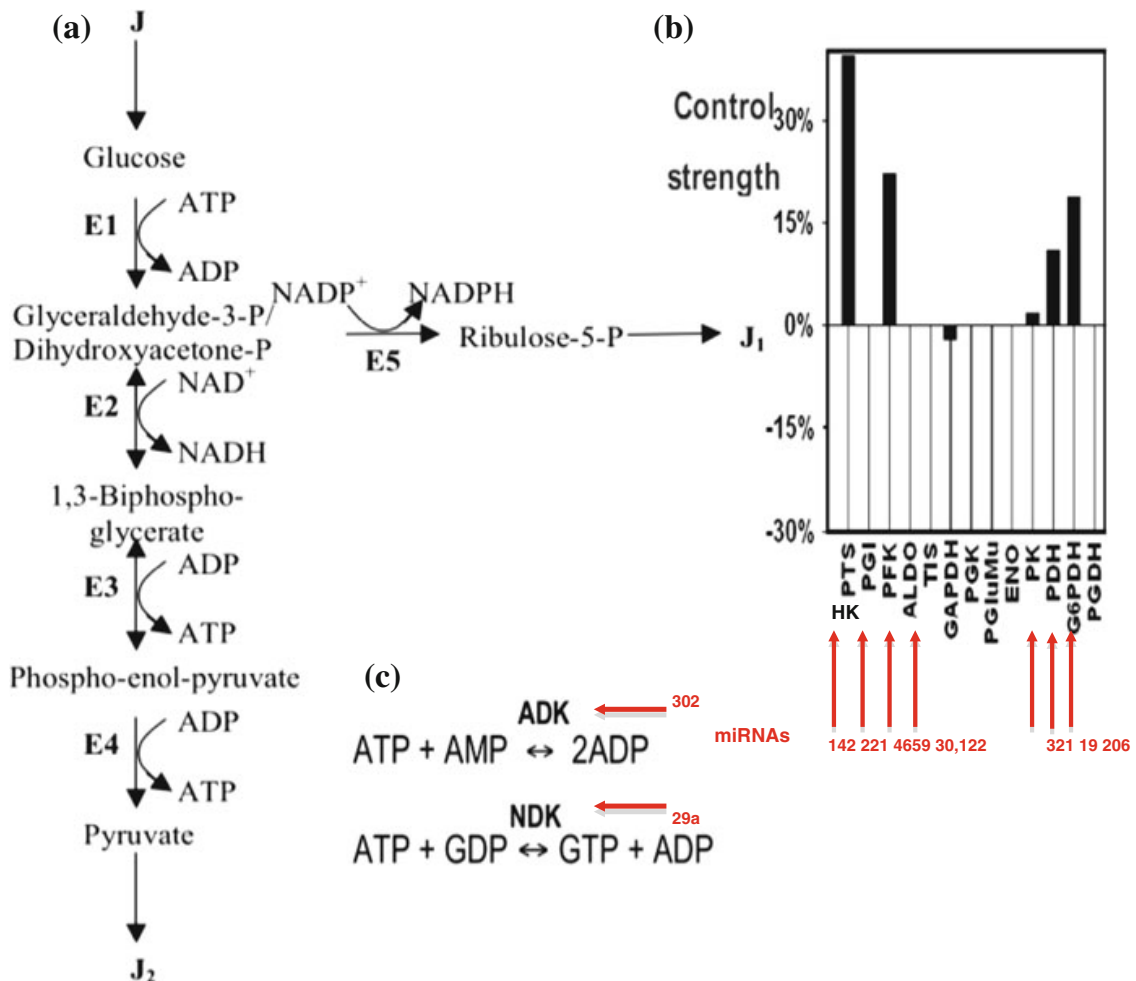 (a)
J
Glucose
E1
ATP
ADP
Glyceraldehyde-3-P/
Dihydroxyacetone-P
NADP+
NADPH
E5
Ribulose-5-P
J1
E2
NAD+
NADH
1,3-Biphospho-
glycerate
E3
ADP
ATP
Phospho-enol-pyruvate
E4
ADP
ATP
Pyruvate
J2
(b)
Control
strength
30%
15%
0%
-15%
-30%
PTS
PGI
PFK
ALDO
TIS
GAPDH
PGK
PGluMu
ENO
PK
PDH
G6PDH
PGDH
HK
miRNAs
142 221 4659 30,122
321 19 206
(c)
ADK
302
ATP + AMP ↔ 2ADP
NDK
29a
ATP + GDP ↔ GTP + ADP